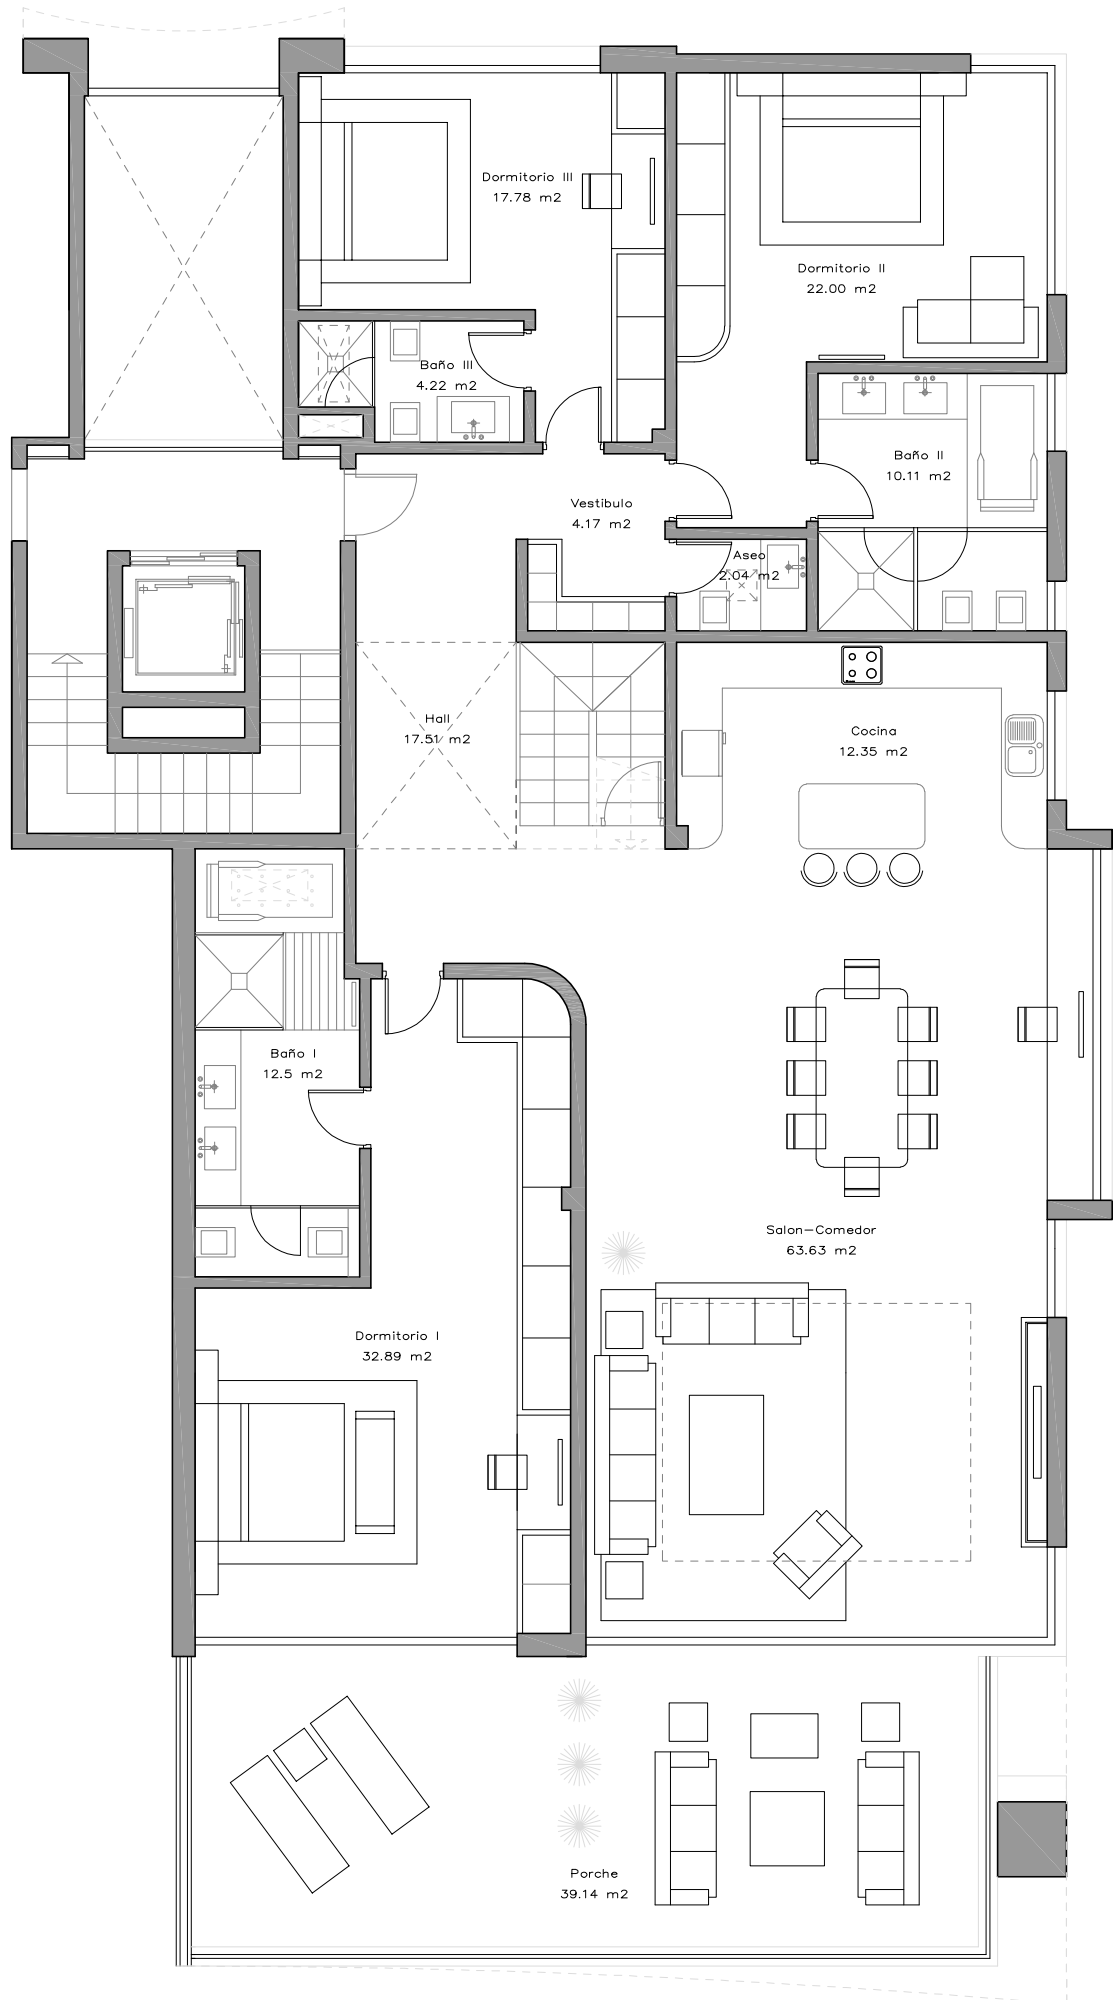 Dormitorio III
17.78 m2
Dormitorio II
22.00 m2
Baño III
4.22 m2
Baño II
10.11 m2
Vestibulo
4.17 m2
Aseo
2.04 m2
Hall
17.51 m2
Cocina
12.35 m2
Baño I
12.5 m2
Salon-Comedor
63.63 m2
Dormitorio I
32.89 m2
Porche
39.14 m2